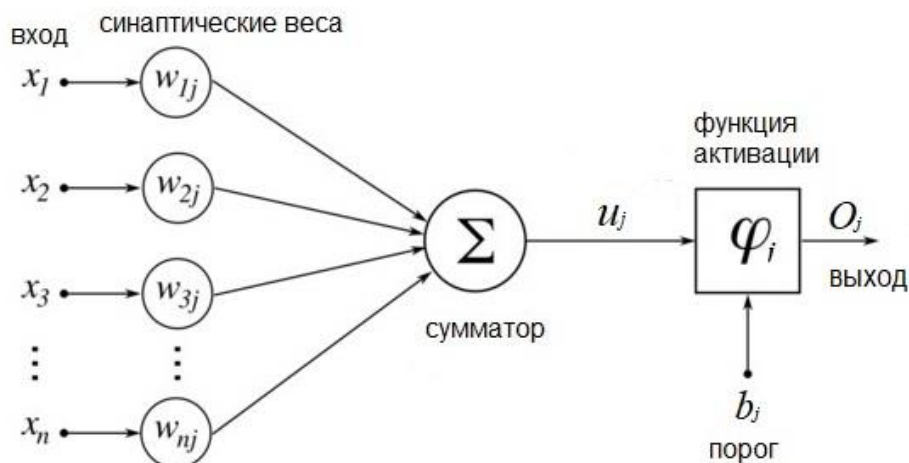 вход
синаптические веса
x1
w1j
x2
w2j
x3
w3j
⋮
⋮
xn
wnj
Σ
сумматор
uj
функция
активации
φj
Oj
выход
bj
порог